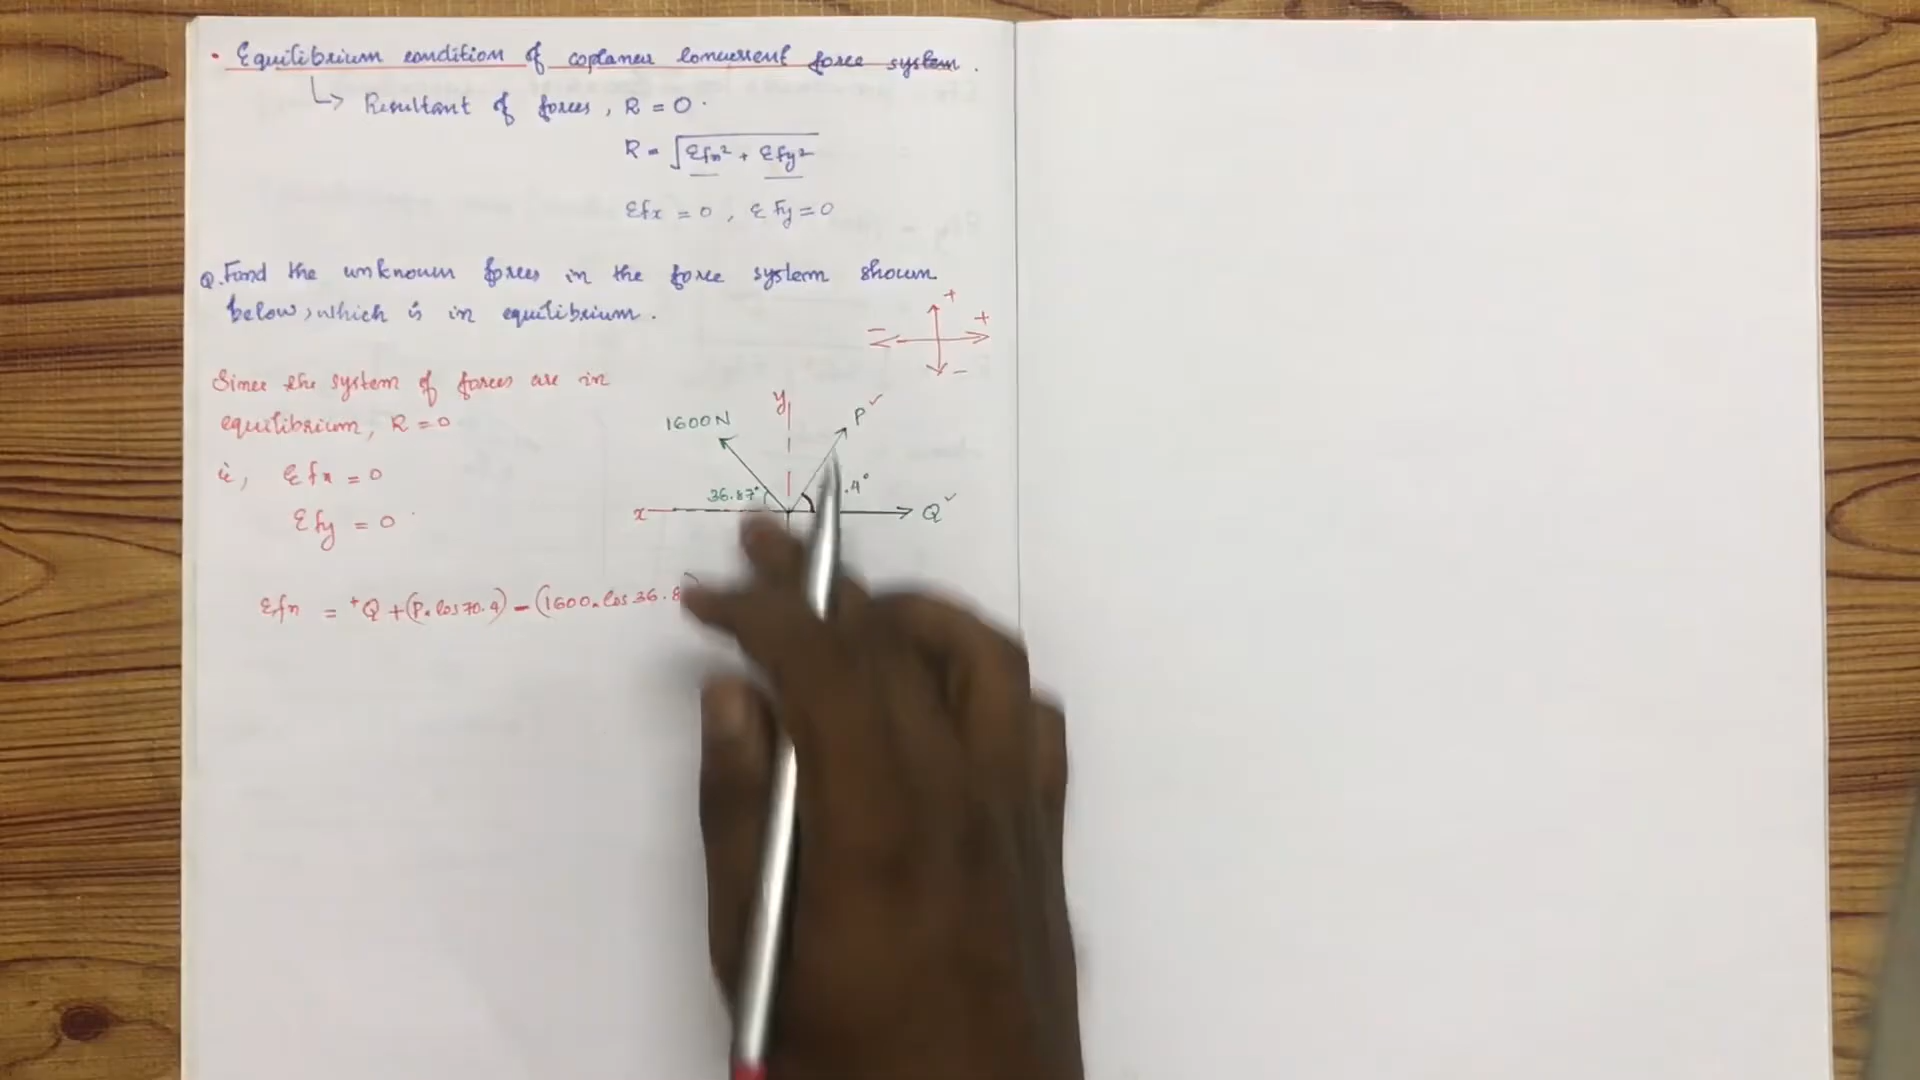 • Equilibrium condition of coplanar concurrent force system.
↳ Resultant of forces, R = 0.
R = √Σfx² + Σfy²
Σfx = 0, Σfy = 0
Q. Find the unknown forces in the force system shown
below, which is in equilibrium.
+
- +
-
Since the system of forces are in
equilibrium, R = 0
ie, Σfx = 0
Σfy = 0
y
1600N P ✓
36.87° .4°
x Q ✓
Σfx = +Q + (P. cos 70.4) - (1600. cos 36.8